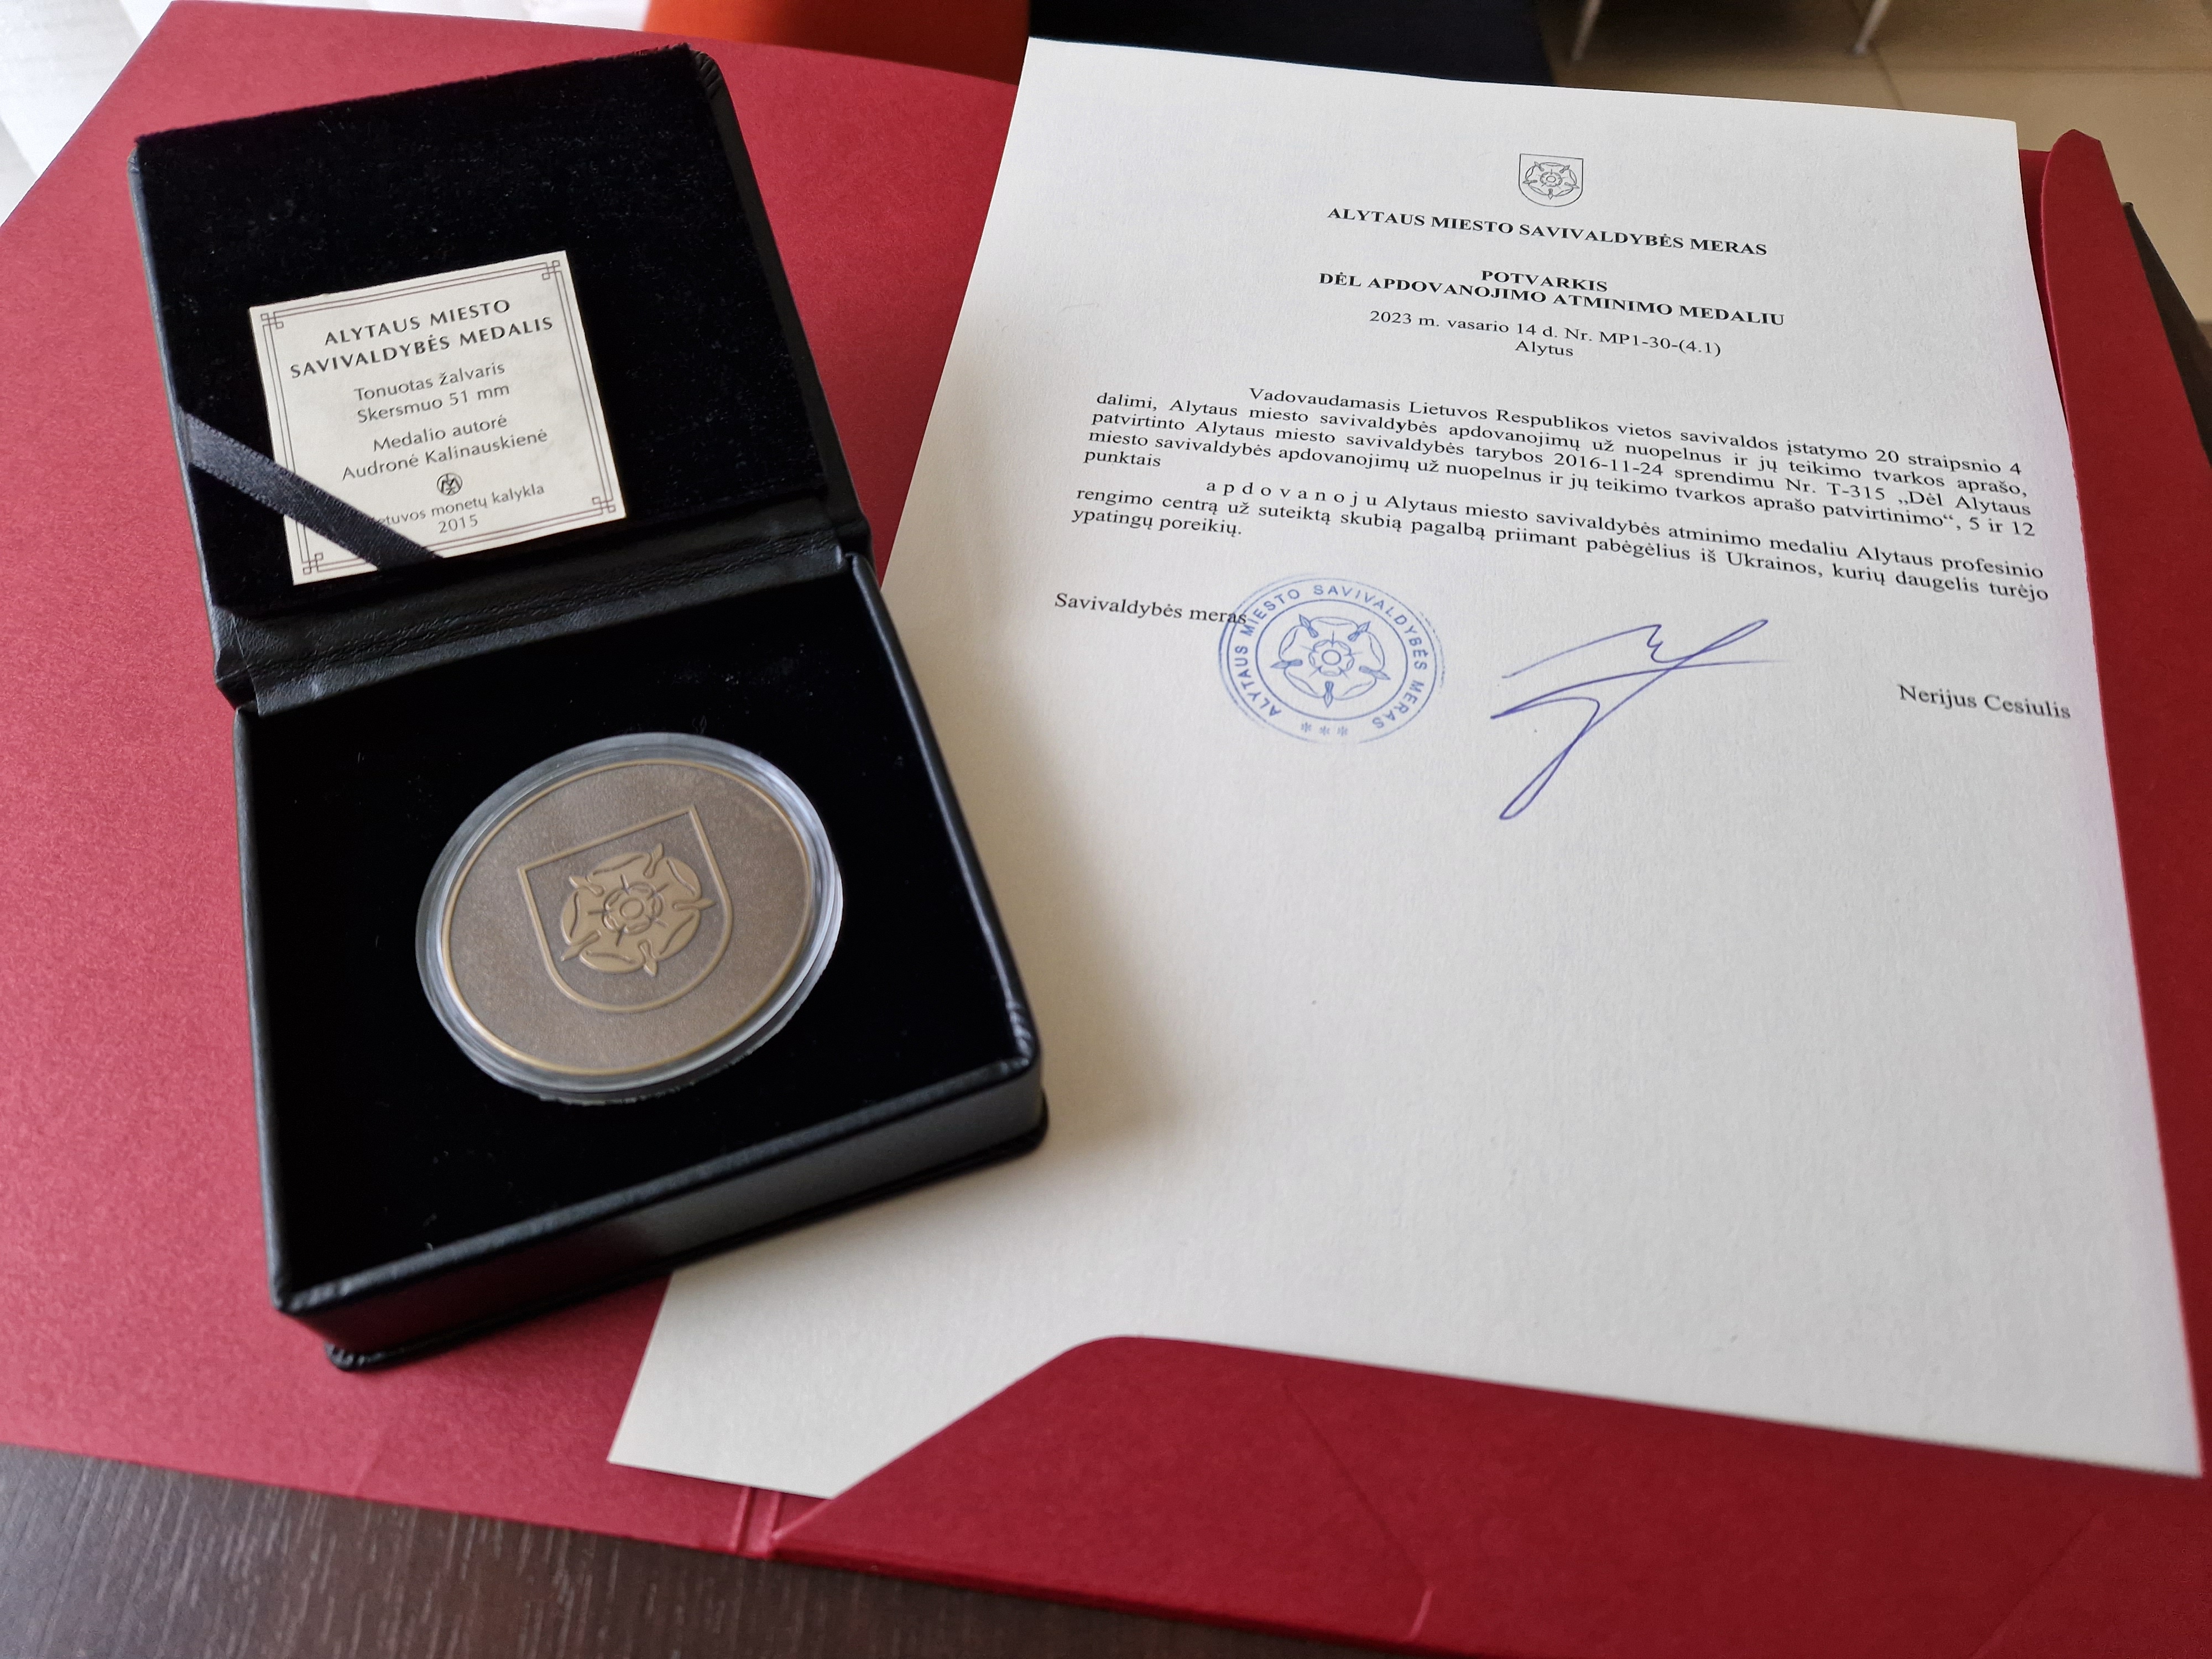 ALYTAUS MIESTO
SAVIVALDYBĖS MEDALIS
Tonuotas žalvaris
Skersmuo 51 mm
Medalio autorė
Audronė Kalinauskienė
etuvos monetų kalykla
2015
ALYTAUS MIESTO SAVIVALDYBĖS MERAS
POTVARKIS
DĖL APDOVANOJIMO ATMINIMO MEDALIU
2023 m. vasario 14 d. Nr. MP1-30-(4.1)
Alytus
Vadovaudamasis Lietuvos Respublikos vietos savivaldos įstatymo 20 straipsnio 4
dalimi, Alytaus miesto savivaldybės apdovanojimų už nuopelnus ir jų teikimo tvarkos aprašo,
patvirtinto Alytaus miesto savivaldybės tarybos 2016-11-24 sprendimu Nr. T-315 „Dėl Alytaus
miesto savivaldybės apdovanojimų už nuopelnus ir jų teikimo tvarkos aprašo patvirtinimo“, 5 ir 12
punktais
a p d o v a n o j u Alytaus miesto savivaldybės atminimo medaliu Alytaus profesinio
rengimo centrą už suteiktą skubią pagalbą priimant pabėgėlius iš Ukrainos, kurių daugelis turėjo
ypatingų poreikių.
Savivaldybės meras
ALYTAUS MIESTO SAVIVALDYBĖS MERAS
***
Nerijus Cesiulis